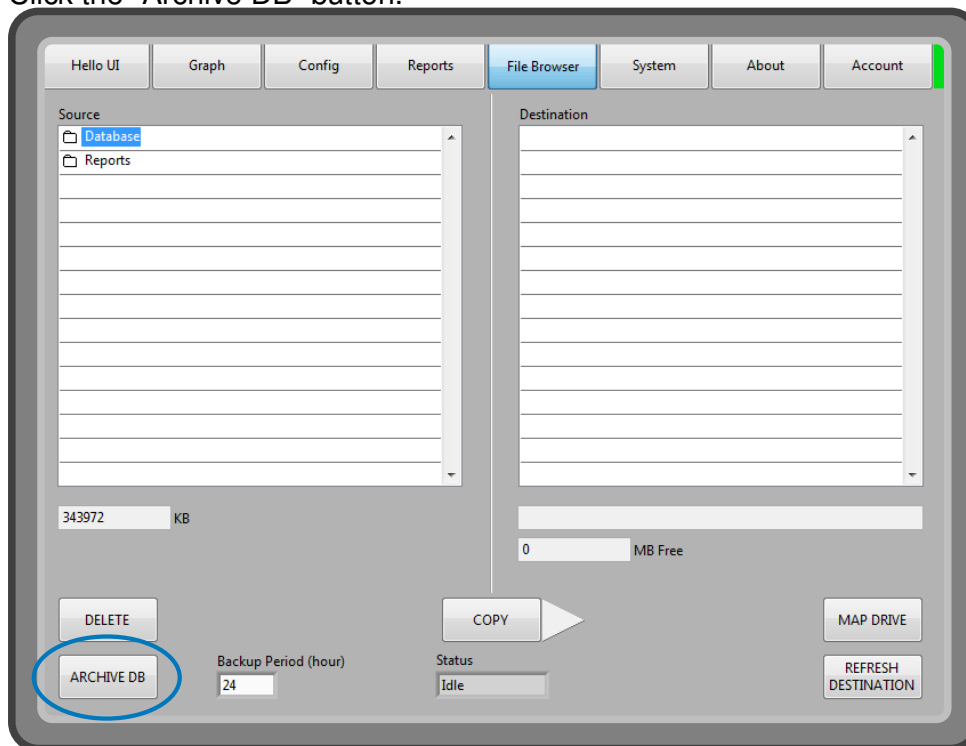 Click the "Archive DB" button.
Hello UI Graph Config Reports File Browser System About Account
Source
Database
Reports
343972 KB
Destination
0 MB Free
DELETE
COPY
MAP DRIVE
ARCHIVE DB
Backup Period (hour)
24
Status
Idle
REFRESH
DESTINATION